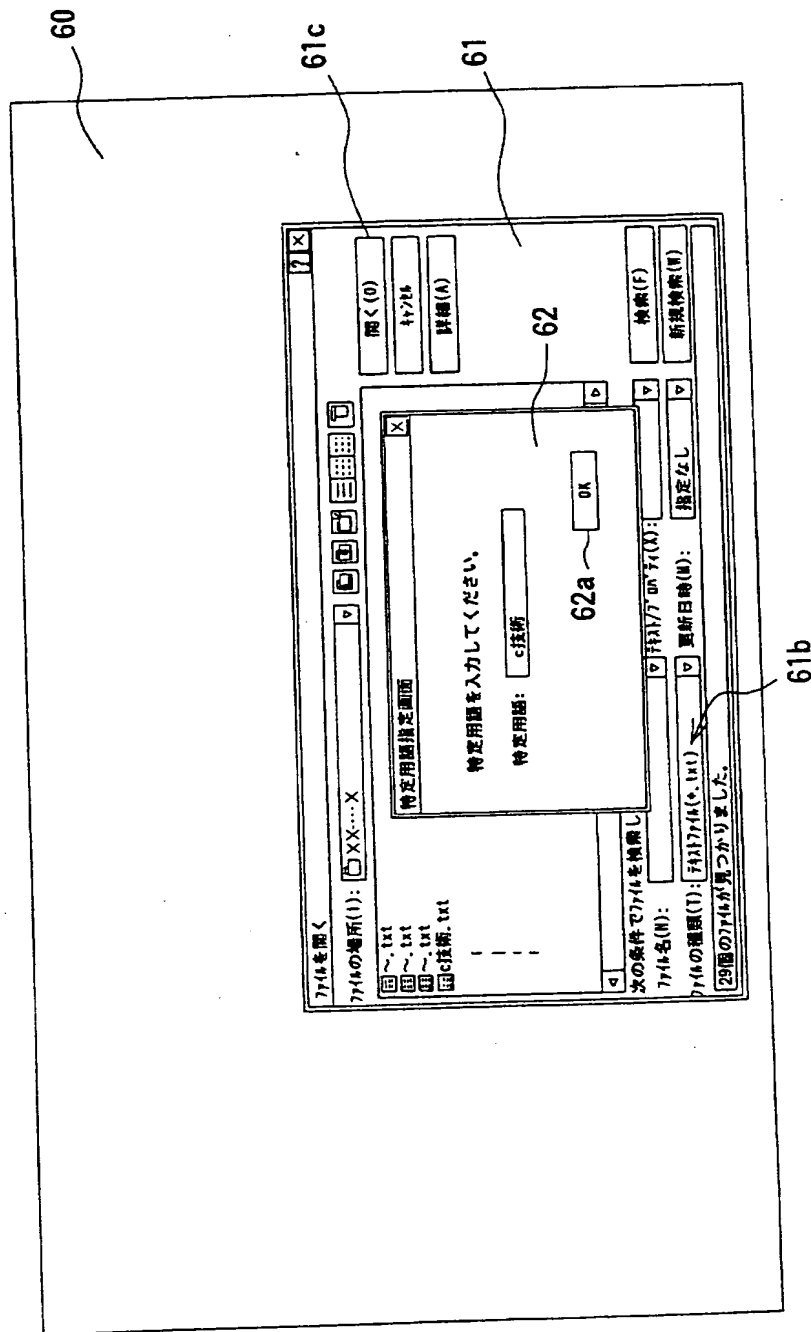 60
61c
61
ファイルを開く
? X
ファイルの場所(I): XX‥‥X
開く(O)
キャンセル
詳細(A)
~.txt
~.txt
~.txt
c技術.txt
特定用語指定画面
X
特定用語を入力してください。
特定用語: c技術
OK
62
62a
次の条件でファイルを検索し
ファイル名(N):
テキスト/プロパティ(X):
検索(F)
ファイルの種類(T): テキストファイル(*.txt)
更新日時(M): 指定なし
新規検索(W)
29個のファイルが見つかりました。
61b